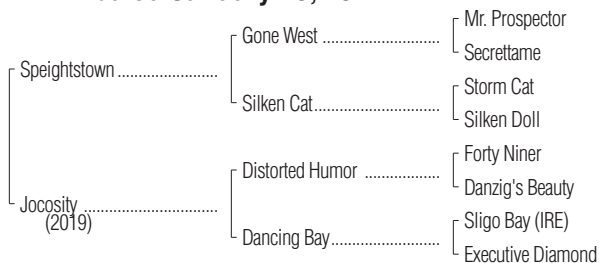 Gone West ..............................
Mr. Prospector
Secrettame
Speightstown .........................
Silken Cat................................
Storm Cat
Silken Doll
Distorted Humor ...................
Forty Niner
Danzig's Beauty
Jocosity .................................
(2019)
Dancing Bay............................
Sligo Bay (IRE)
Executive Diamond